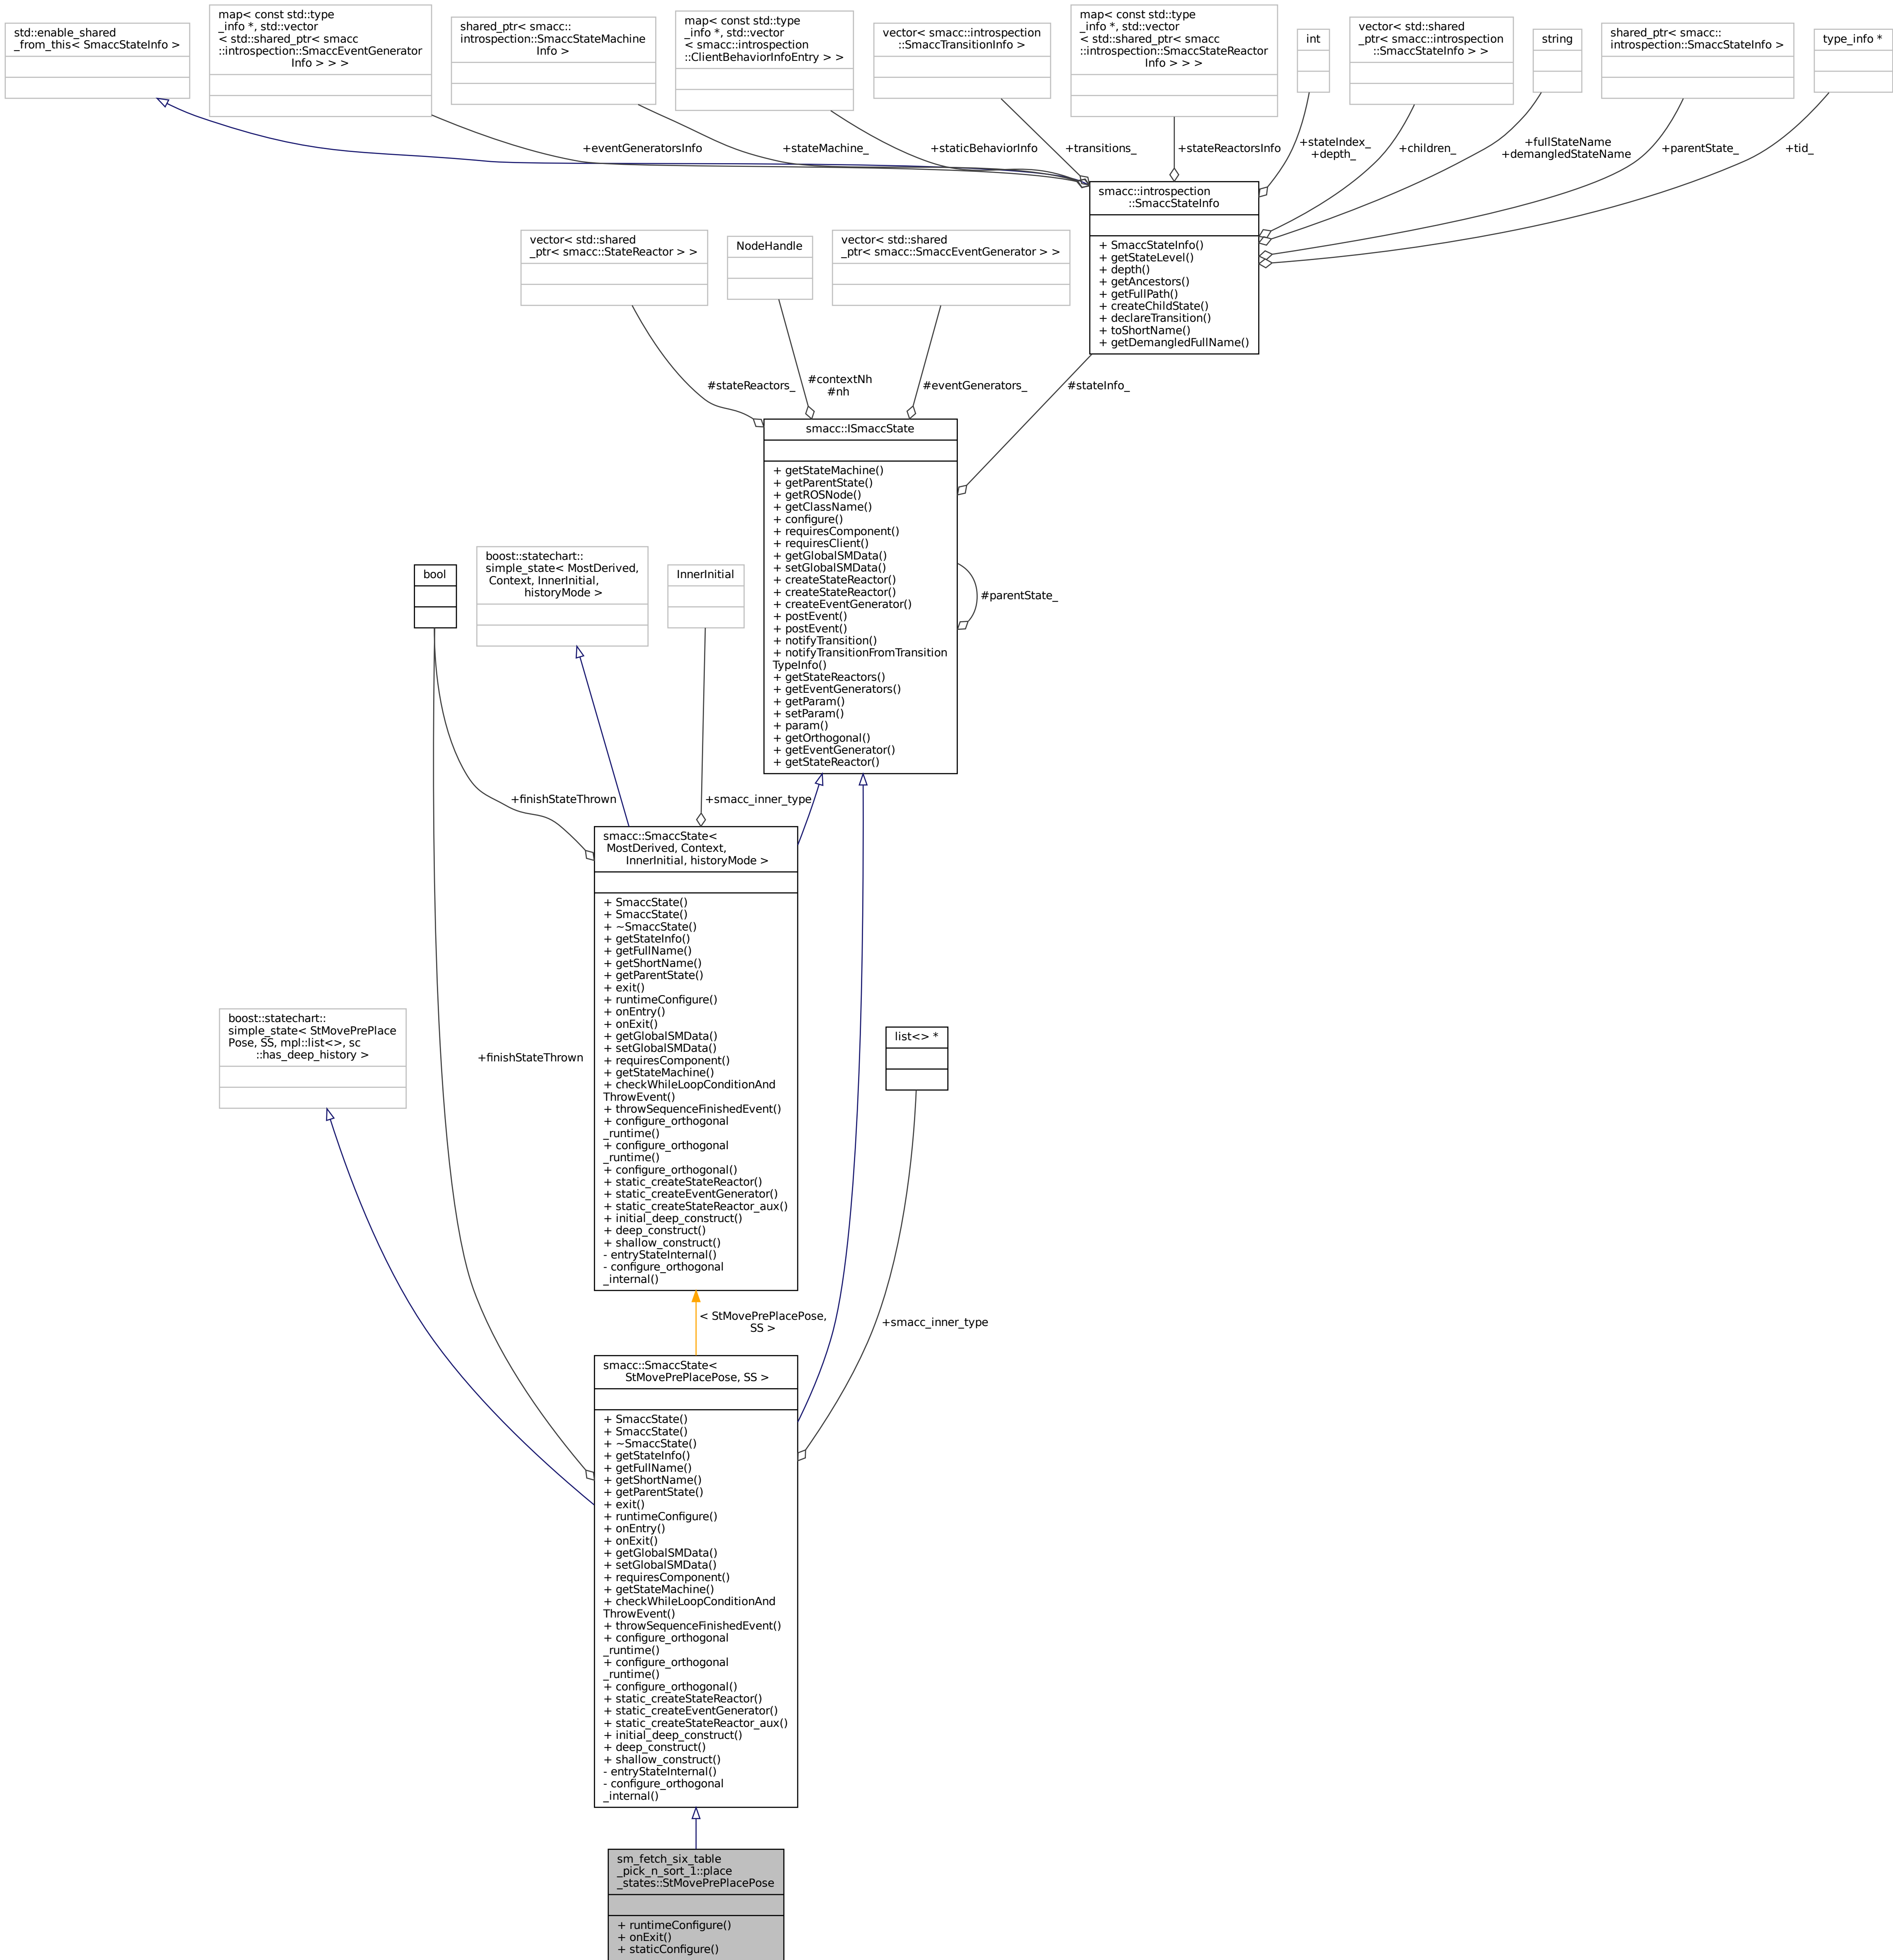 std::enable_shared
_from_this< SmaccStateInfo >
map< const std::type
_info *, std::vector
< std::shared_ptr< smacc
::introspection::SmaccEventGenerator
Info > > >
shared_ptr< smacc::
introspection::SmaccStateMachine
Info >
map< const std::type
_info *, std::vector
< smacc::introspection
::ClientBehaviorInfoEntry > >
vector< smacc::introspection
::SmaccTransitionInfo >
map< const std::type
_info *, std::vector
< std::shared_ptr< smacc
::introspection::SmaccStateReactor
Info > > >
int
vector< std::shared
_ptr< smacc::introspection
::SmaccStateInfo > >
string
shared_ptr< smacc::
introspection::SmaccStateInfo >
type_info *
+eventGeneratorsInfo
+stateMachine_
+staticBehaviorInfo
+transitions_
+stateReactorsInfo
+stateIndex_
+depth_
+children_
+fullStateName
+demangledStateName
+parentState_
+tid_
smacc::introspection
::SmaccStateInfo
+ SmaccStateInfo()
+ getStateLevel()
+ depth()
+ getAncestors()
+ getFullPath()
+ createChildState()
+ declareTransition()
+ toShortName()
+ getDemangledFullName()
vector< std::shared
_ptr< smacc::StateReactor > >
NodeHandle
vector< std::shared
_ptr< smacc::SmaccEventGenerator > >
#stateReactors_
#contextNh
#nh
#eventGenerators_
#stateInfo_
smacc::ISmaccState
+ getStateMachine()
+ getParentState()
+ getROSNode()
+ getClassName()
+ configure()
+ requiresComponent()
+ requiresClient()
+ getGlobalSMData()
+ setGlobalSMData()
+ createStateReactor()
+ createStateReactor()
+ createEventGenerator()
+ postEvent()
+ postEvent()
+ notifyTransition()
+ notifyTransitionFromTransition
TypeInfo()
+ getStateReactors()
+ getEventGenerators()
+ getParam()
+ setParam()
+ param()
+ getOrthogonal()
+ getEventGenerator()
+ getStateReactor()
#parentState_
bool
boost::statechart::
simple_state< MostDerived,
Context, InnerInitial,
historyMode >
InnerInitial
+finishStateThrown
+smacc_inner_type
smacc::SmaccState<
MostDerived, Context,
InnerInitial, historyMode >
+ SmaccState()
+ SmaccState()
+ ~SmaccState()
+ getStateInfo()
+ getFullName()
+ getShortName()
+ getParentState()
+ exit()
+ runtimeConfigure()
+ onEntry()
+ onExit()
+ getGlobalSMData()
+ setGlobalSMData()
+ requiresComponent()
+ getStateMachine()
+ checkWhileLoopConditionAnd
ThrowEvent()
+ throwSequenceFinishedEvent()
+ configure_orthogonal
_runtime()
+ configure_orthogonal
_runtime()
+ configure_orthogonal()
+ static_createStateReactor()
+ static_createEventGenerator()
+ static_createStateReactor_aux()
+ initial_deep_construct()
+ deep_construct()
+ shallow_construct()
- entryStateInternal()
- configure_orthogonal
_internal()
boost::statechart::
simple_state< StMovePrePlace
Pose, SS, mpl::list<>, sc
::has_deep_history >
+finishStateThrown
list<> *
< StMovePrePlacePose,
SS >
+smacc_inner_type
smacc::SmaccState<
StMovePrePlacePose, SS >
+ SmaccState()
+ SmaccState()
+ ~SmaccState()
+ getStateInfo()
+ getFullName()
+ getShortName()
+ getParentState()
+ exit()
+ runtimeConfigure()
+ onEntry()
+ onExit()
+ getGlobalSMData()
+ setGlobalSMData()
+ requiresComponent()
+ getStateMachine()
+ checkWhileLoopConditionAnd
ThrowEvent()
+ throwSequenceFinishedEvent()
+ configure_orthogonal
_runtime()
+ configure_orthogonal
_runtime()
+ configure_orthogonal()
+ static_createStateReactor()
+ static_createEventGenerator()
+ static_createStateReactor_aux()
+ initial_deep_construct()
+ deep_construct()
+ shallow_construct()
- entryStateInternal()
- configure_orthogonal
_internal()
sm_fetch_six_table
_pick_n_sort_1::place
_states::StMovePrePlacePose
+ runtimeConfigure()
+ onExit()
+ staticConfigure()